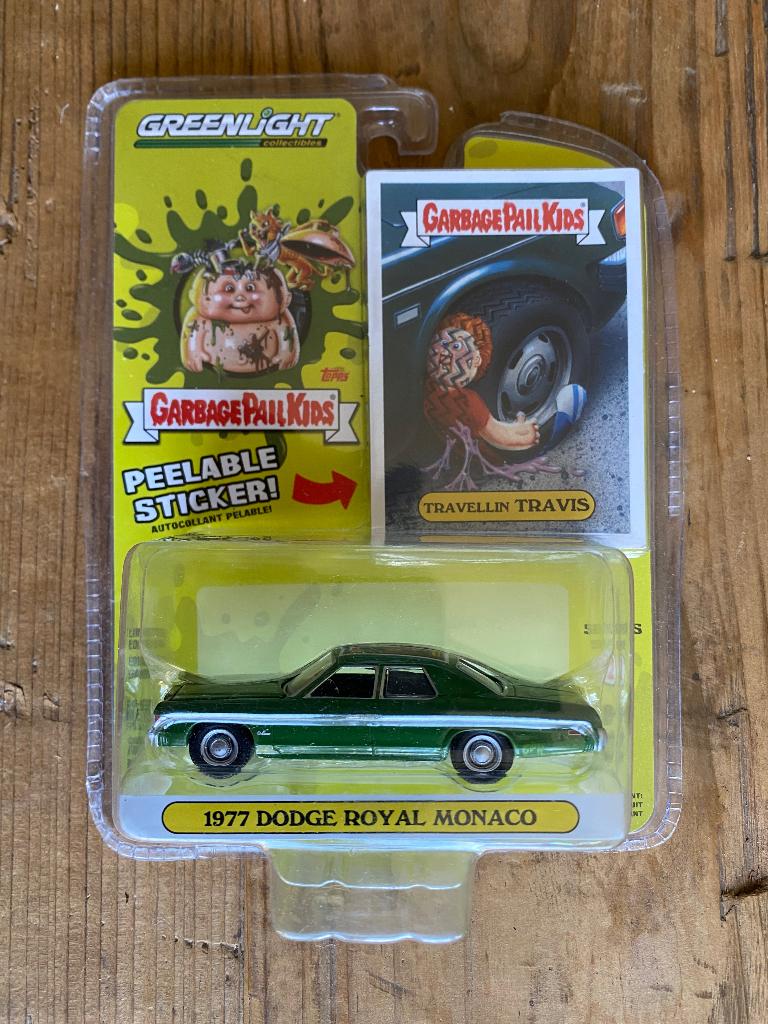 GREENLIGHT®
collectibles
Topps
GARBAGE PAIL KIDS®
PEELABLE
STICKER!
AUTOCOLLANT PELABLE!
GARBAGE PAIL KIDS®
TRAVELLIN TRAVIS
1977 DODGE ROYAL MONACO